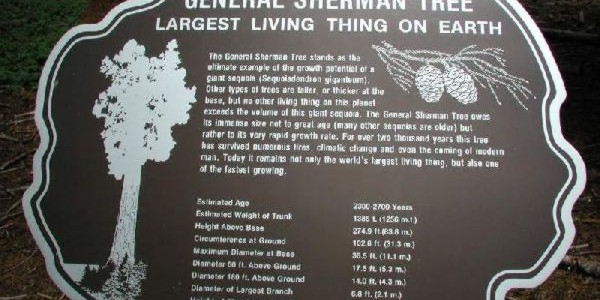 GENERAL SHERMAN TREE
LARGEST LIVING THING ON EARTH
The General Sherman Tree stands as the
ultimate example of the growth potential of a
giant sequoia (Sequoiadendron giganteum).
Other types of trees are taller, or thicker at the
base, but no other living thing on this planet
exceeds the volume of this giant sequoia. The General Sherman Tree owes
its immense size not to great age (many other sequoias are older) but
rather to its very rapid growth rate. For over two thousand years this tree
has survived numerous fires, climatic change and even the coming of modern
man. Today it remains not only the world's largest living thing, but also one
of the fastest growing.
Estimated Age 2300-2700 Years
Estimated Weight of Trunk 1385 t. (1256 m.t.)
Height Above Base 274.9 ft. (83.8 m.)
Circumference at Ground 102.6 ft. (31.3 m.)
Maximum Diameter at Base 36.5 ft. (11.1 m.)
Diameter 60 ft. Above Ground 17.5 ft. (5.3 m.)
Diameter 180 ft. Above Ground 14.0 ft. (4.3 m.)
Diameter of Largest Branch 6.8 ft. (2.1 m.)